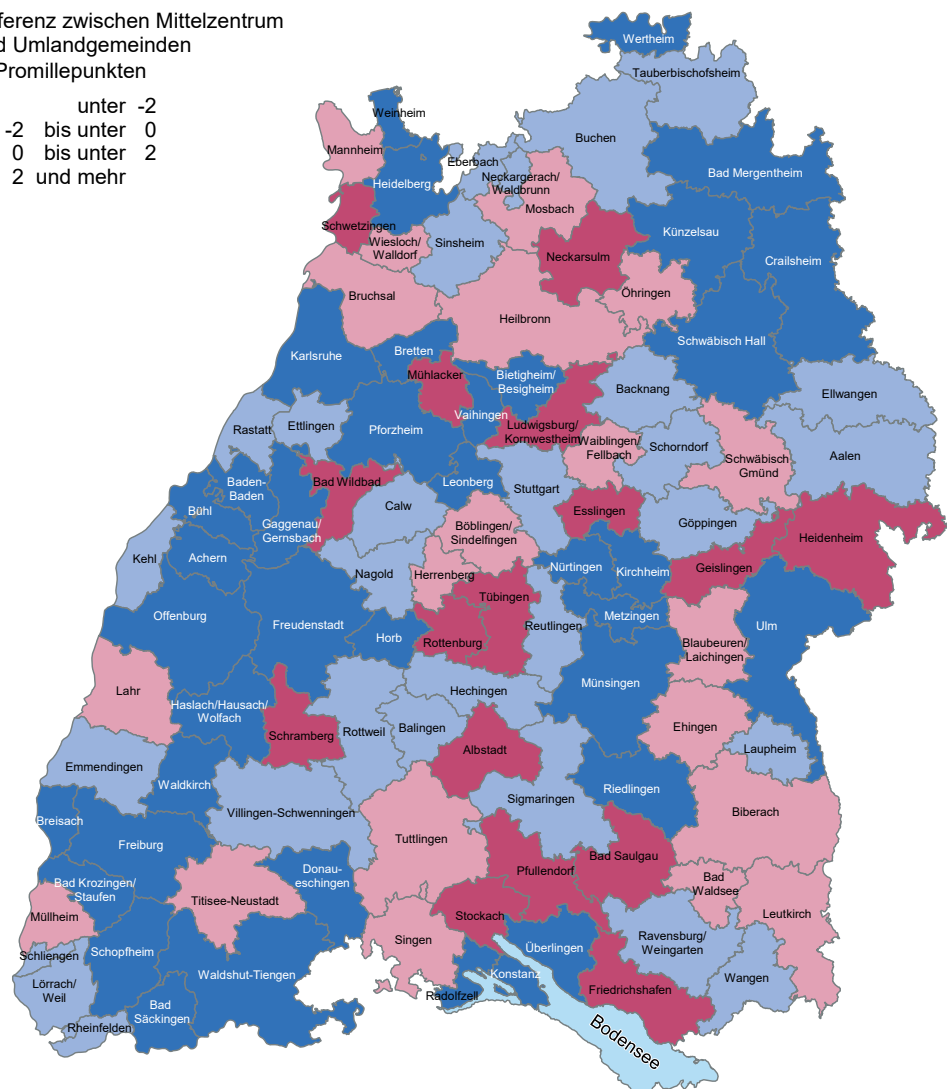 ferenz zwischen Mittelzentrum
d Umlandgemeinden
Promillepunkten
unter -2
-2 bis unter 0
0 bis unter 2
2 und mehr
Wertheim
Tauberbischofsheim
Weinheim
Buchen
Mannheim
Eberbach
Neckargerach/
Waldbrunn
Bad Mergentheim
Heidelberg
Mosbach
Schwetzingen
Künzelsau
Wiesloch/
Walldorf
Sinsheim
Neckarsulm
Crailsheim
Bruchsal
Öhringen
Heilbronn
Schwäbisch Hall
Karlsruhe
Bretten
Mühlacker
Bietigheim/
Besigheim
Backnang
Ellwangen
Vaihingen
Rastatt
Ettlingen
Pforzheim
Ludwigsburg/
Kornwestheim
Waiblingen/
Fellbach
Schorndorf
Schwäbisch
Gmünd
Aalen
Baden-
Baden
Bad Wildbad
Leonberg
Stuttgart
Bühl
Calw
Esslingen
Göppingen
Gaggenau/
Gernsbach
Böblingen/
Sindelfingen
Heidenheim
Kehl
Achern
Nagold
Herrenberg
Nürtingen
Kirchheim
Geislingen
Tübingen
Offenburg
Freudenstadt
Horb
Rottenburg
Reutlingen
Metzingen
Ulm
Blaubeuren/
Laichingen
Lahr
Haslach/Hausach/
Wolfach
Hechingen
Münsingen
Schramberg
Rottweil
Balingen
Ehingen
Albstadt
Laupheim
Emmendingen
Waldkirch
Villingen-Schwenningen
Sigmaringen
Riedlingen
Biberach
Breisach
Freiburg
Tuttlingen
Bad Saulgau
Donau-
eschingen
Pfullendorf
Bad Krozingen/
Staufen
Titisee-Neustadt
Bad
Waldsee
Müllheim
Stockach
Leutkirch
Singen
Überlingen
Ravensburg/
Weingarten
Schliengen
Schopfheim
Waldshut-Tiengen
Konstanz
Wangen
Lörrach/
Weil
Radolfzell
Friedrichshafen
Bad
Säckingen
Rheinfelden
Bodensee